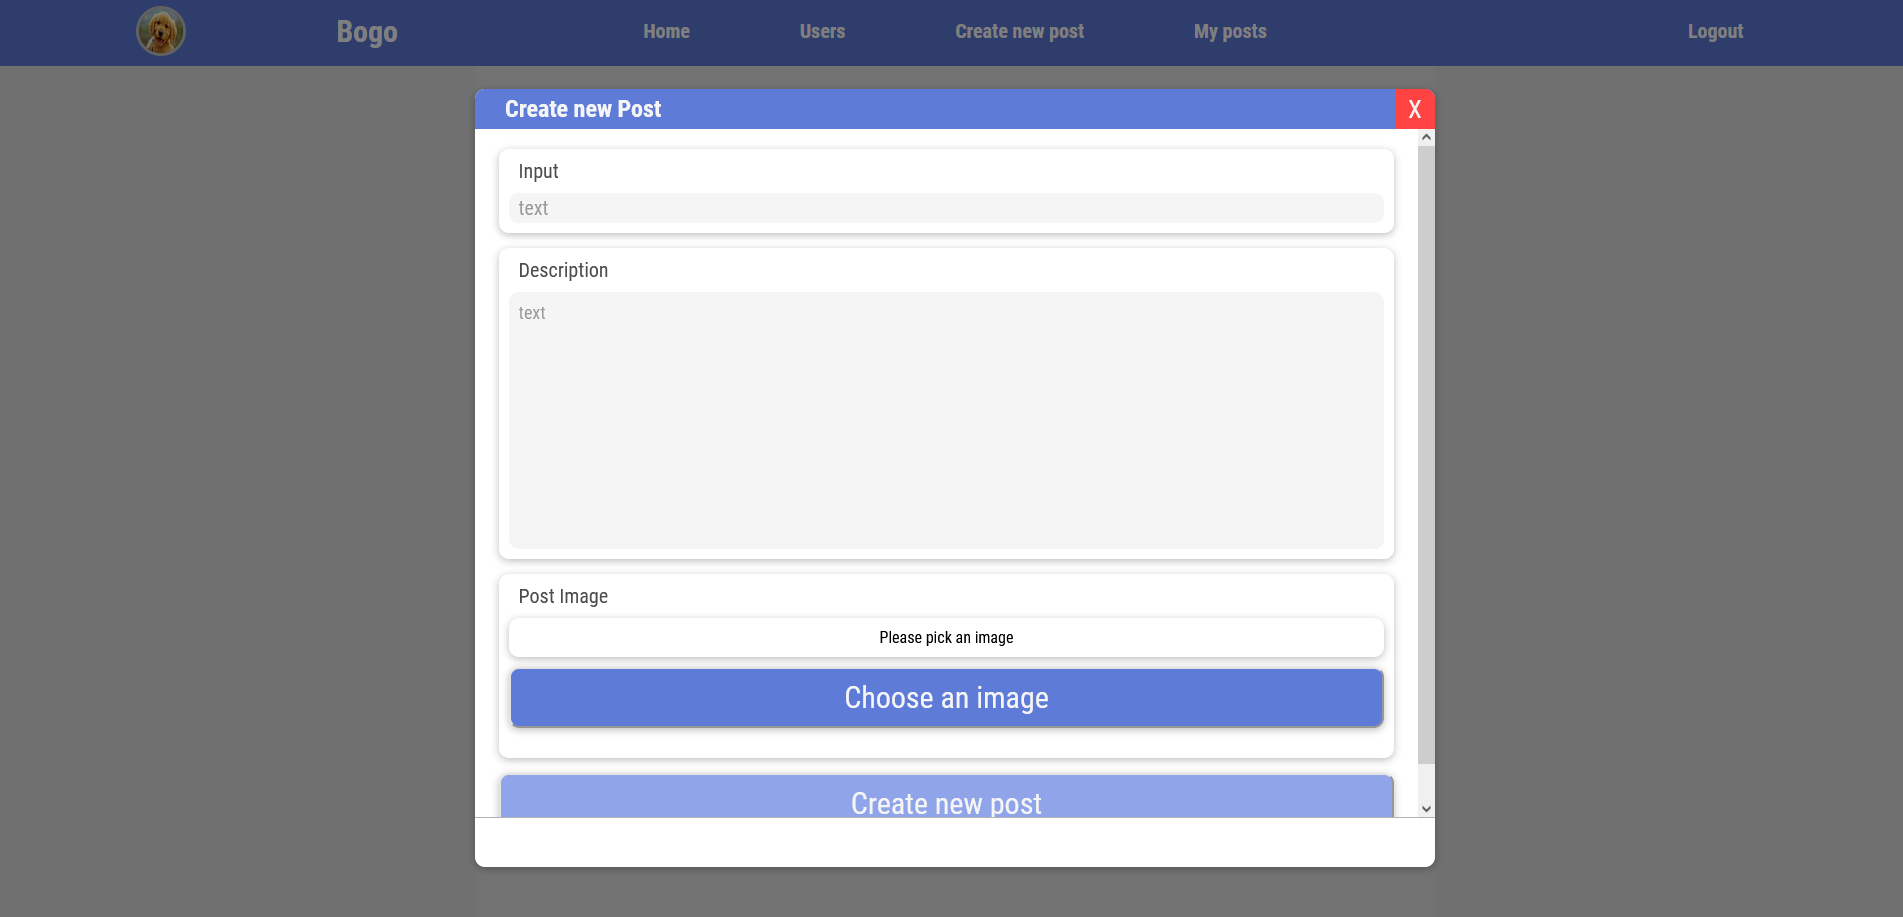 Bogo Home Users Create new post My posts Logout
Create new Post X
Input
text
Description
text
Post Image
Please pick an image
Choose an image
Create new post